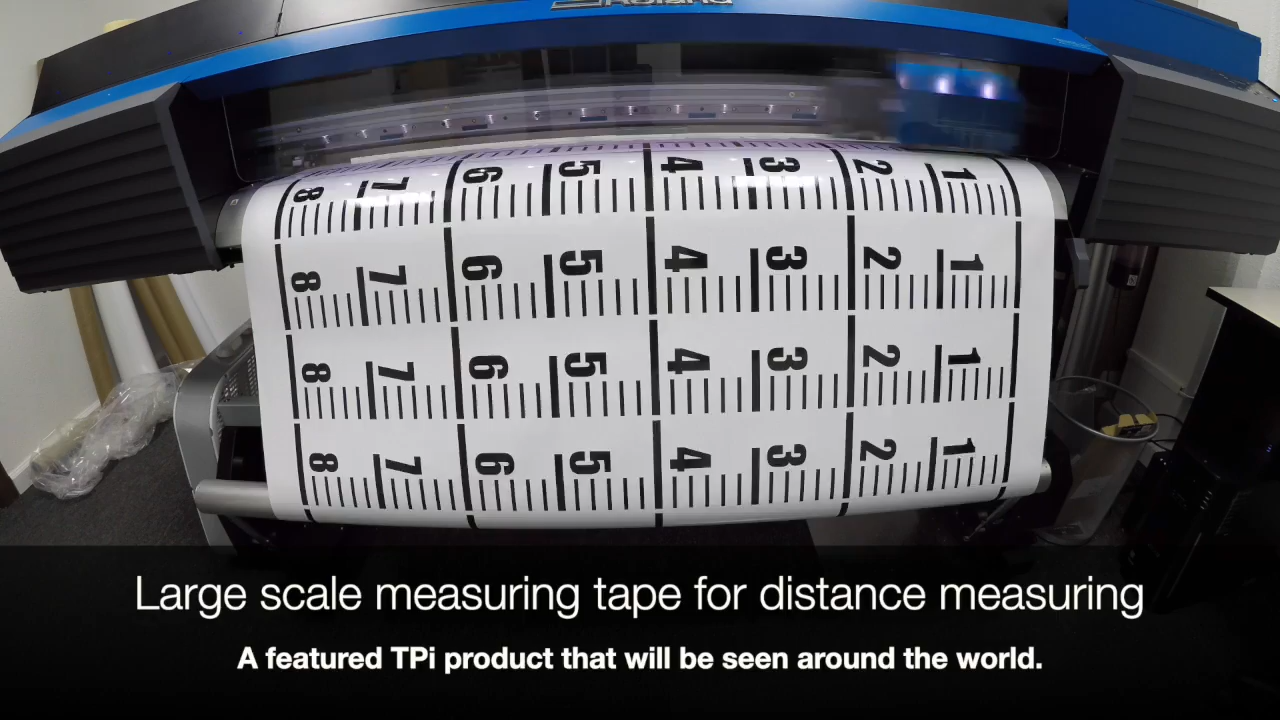 Roland
8 7 6 5 4 3 2 1
8 7 6 5 4 3 2 1
8 7 6 5 4 3 2 1
8 7 6 5 4 3 2 1
Large scale measuring tape for distance measuring
A featured TPi product that will be seen around the world.